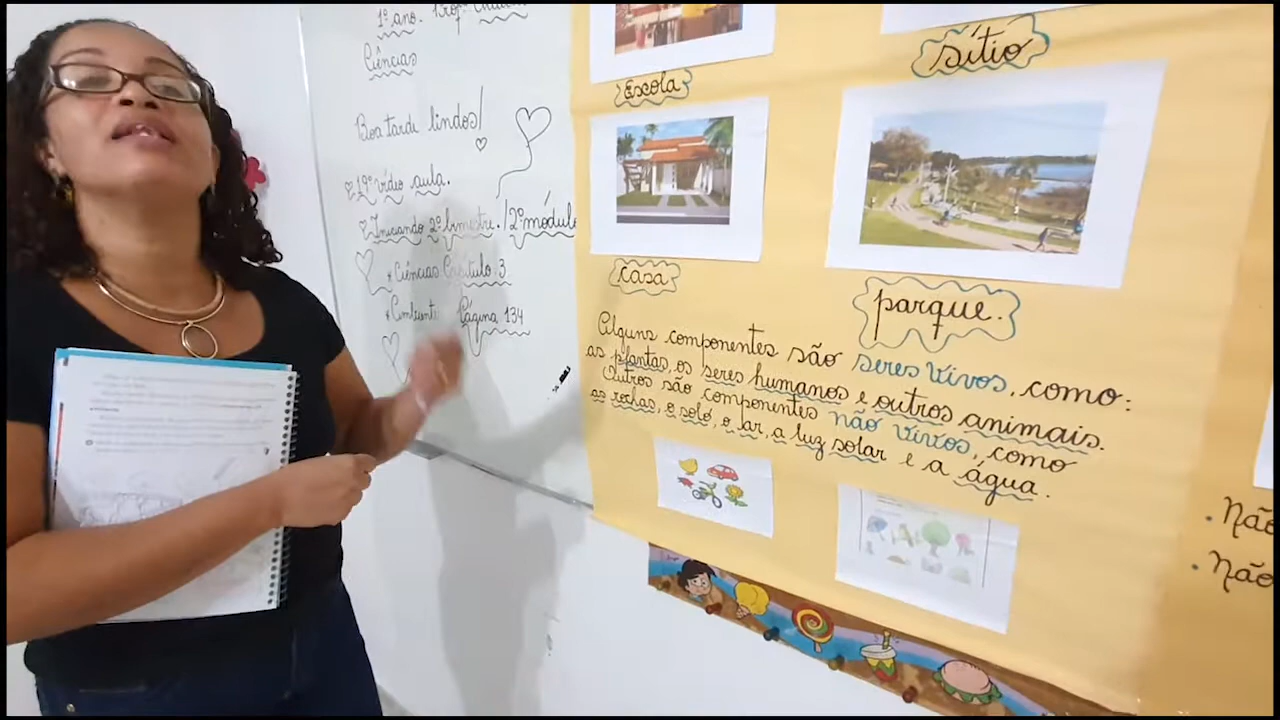 1º ano. Profª
Ciências
Boa tarde lindos!
19º vídeo aula.
Iniciando 2º bimestre. / 2º módulo
* Ciências Capítulo 3
Página 134
Escola
sítio
casa
parque.
Alguns componentes são seres vivos, como:
as plantas, os seres humanos e outros animais.
Outros são componentes não vivos, como
as rochas, o solo, o ar, a luz solar e a água.
. Não
. Não